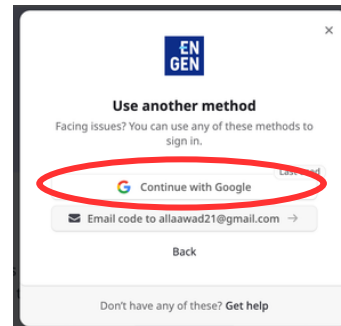 EN
GEN
Use another method
Facing issues? You can use any of these methods to
sign in.
Last used
Continue with Google
Email code to allaawad21@gmail.com
Back
Don't have any of these? Get help